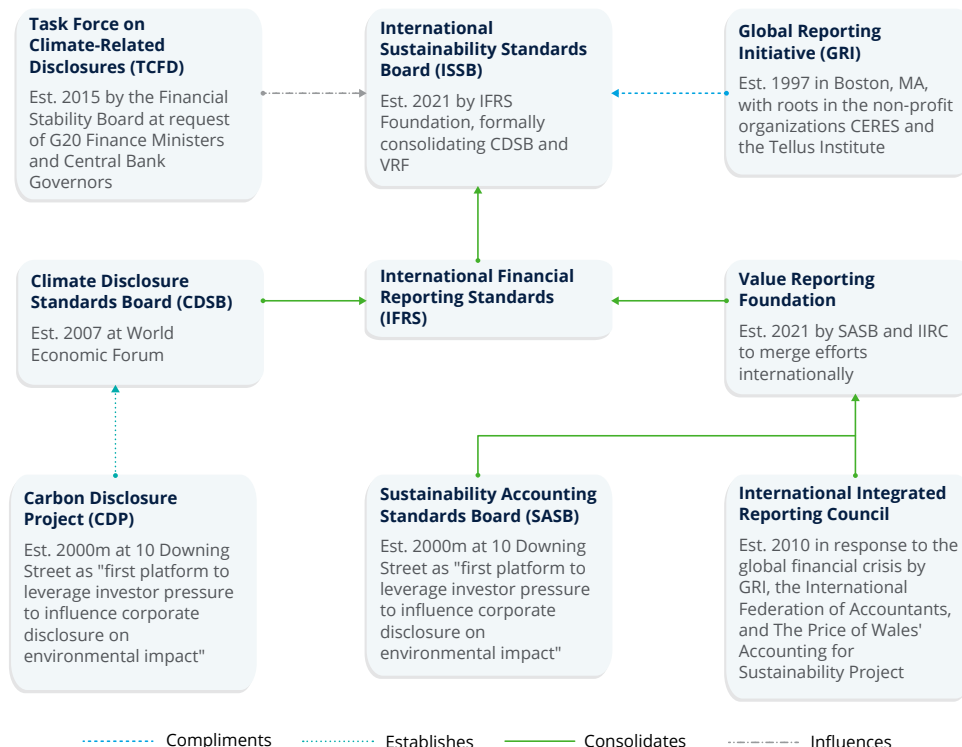 Task Force on
Climate-Related
Disclosures (TCFD)
Est. 2015 by the Financial
Stability Board at request
of G20 Finance Ministers
and Central Bank
Governors
International
Sustainability Standards
Board (ISSB)
Est. 2021 by IFRS
Foundation, formally
consolidating CDSB and
VRF
Global Reporting
Initiative (GRI)
Est. 1997 in Boston, MA,
with roots in the non-profit
organizations CERES and
the Tellus Institute
Climate Disclosure
Standards Board (CDSB)
Est. 2007 at World
Economic Forum
International Financial
Reporting Standards
(IFRS)
Value Reporting
Foundation
Est. 2021 by SASB and IIRC
to merge efforts
internationally
Carbon Disclosure
Project (CDP)
Est. 2000m at 10 Downing
Street as "first platform to
leverage investor pressure
to influence corporate
disclosure on
environmental impact"
Sustainability Accounting
Standards Board (SASB)
Est. 2000m at 10 Downing
Street as "first platform to
leverage investor pressure
to influence corporate
disclosure on
environmental impact"
International Integrated
Reporting Council
Est. 2010 in response to the
global financial crisis by
GRI, the International
Federation of Accountants,
and The Price of Wales'
Accounting for
Sustainability Project
Compliments
Establishes
Consolidates
Influences